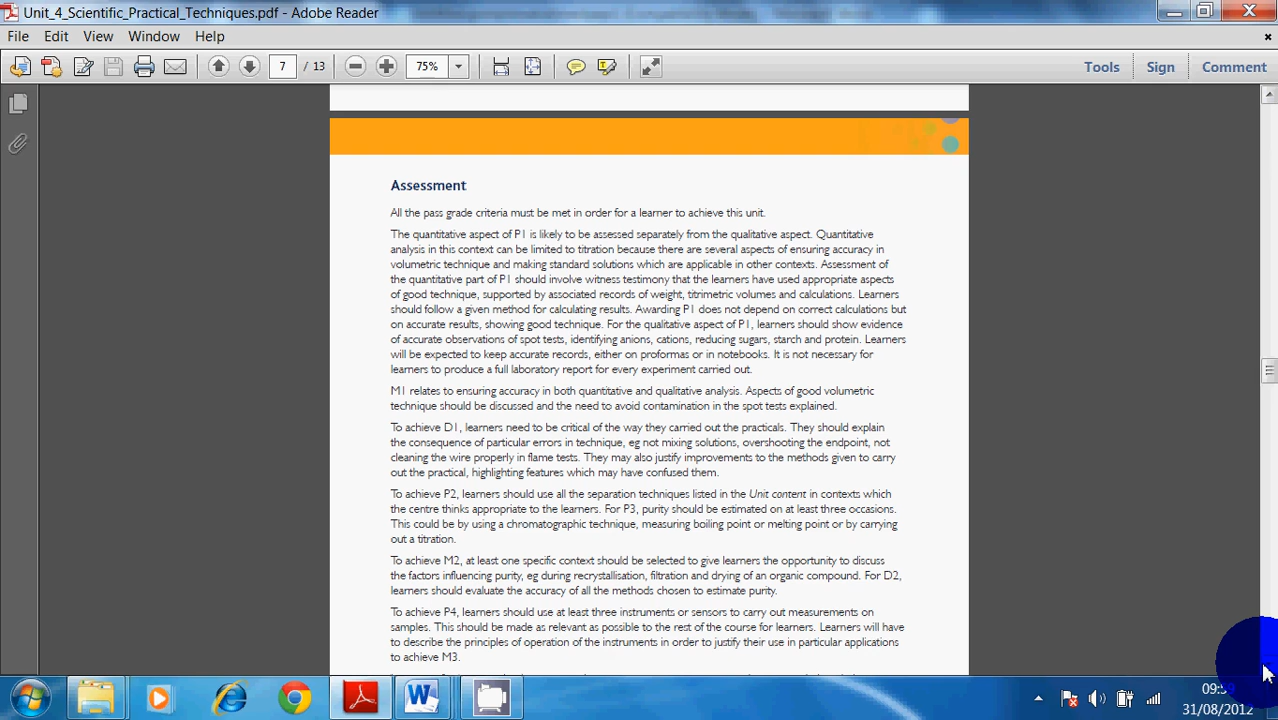 Unit_4_Scientific_Practical_Techniques.pdf - Adobe Reader
File Edit View Window Help
7 / 13 75% Tools Sign Comment
Assessment
All the pass grade criteria must be met in order for a learner to achieve this unit.
The quantitative aspect of P1 is likely to be assessed separately from the qualitative aspect. Quantitative
analysis in this context can be limited to titration because there are several aspects of ensuring accuracy in
volumetric technique and making standard solutions which are applicable in other contexts. Assessment of
the quantitative part of P1 should involve witness testimony that the learners have used appropriate aspects
of good technique, supported by associated records of weight, titrimetric volumes and calculations. Learners
should follow a given method for calculating results. Awarding P1 does not depend on correct calculations but
on accurate results, showing good technique. For the qualitative aspect of P1, learners should show evidence
of accurate observations of spot tests, identifying anions, cations, reducing sugars, starch and protein. Learners
will be expected to keep accurate records, either on proformas or in notebooks. It is not necessary for
learners to produce a full laboratory report for every experiment carried out.
M1 relates to ensuring accuracy in both quantitative and qualitative analysis. Aspects of good volumetric
technique should be discussed and the need to avoid contamination in the spot tests explained.
To achieve D1, learners need to be critical of the way they carried out the practicals. They should explain
the consequence of particular errors in technique, eg not mixing solutions, overshooting the endpoint, not
cleaning the wire properly in flame tests. They may also justify improvements to the methods given to carry
out the practical, highlighting features which may have confused them.
To achieve P2, learners should use all the separation techniques listed in the Unit content in contexts which
the centre thinks appropriate to the learners. For P3, purity should be estimated on at least three occasions.
This could be by using a chromatographic technique, measuring boiling point or melting point or by carrying
out a titration.
To achieve M2, at least one specific context should be selected to give learners the opportunity to discuss
the factors influencing purity, eg during recrystallisation, filtration and drying of an organic compound. For D2,
learners should evaluate the accuracy of all the methods chosen to estimate purity.
To achieve P4, learners should use at least three instruments or sensors to carry out measurements on
samples. This should be made as relevant as possible to the rest of the course for learners. Learners will have
to describe the principles of operation of the instruments in order to justify their use in particular applications
to achieve M3.
31/08/2012